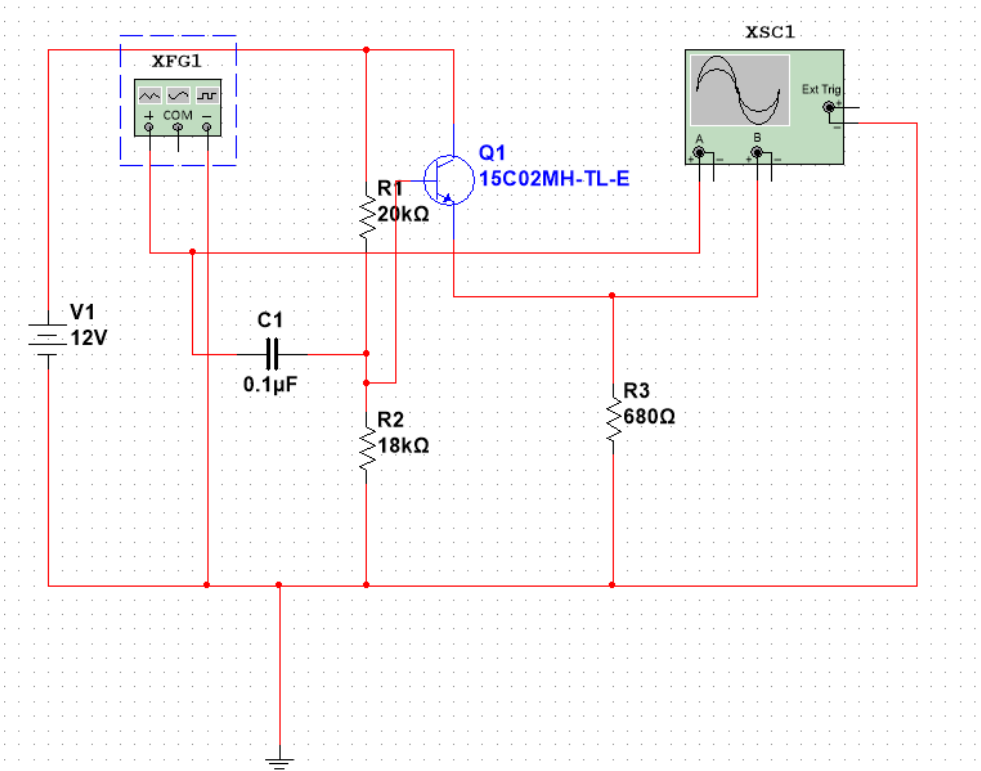 XFG1
+ COM −
XSC1
Ext Trig
+
−
A
B
+ − + −
Q1
15C02MH-TL-E
R1
20kΩ
V1
12V
C1
0.1µF
R2
18kΩ
R3
680Ω